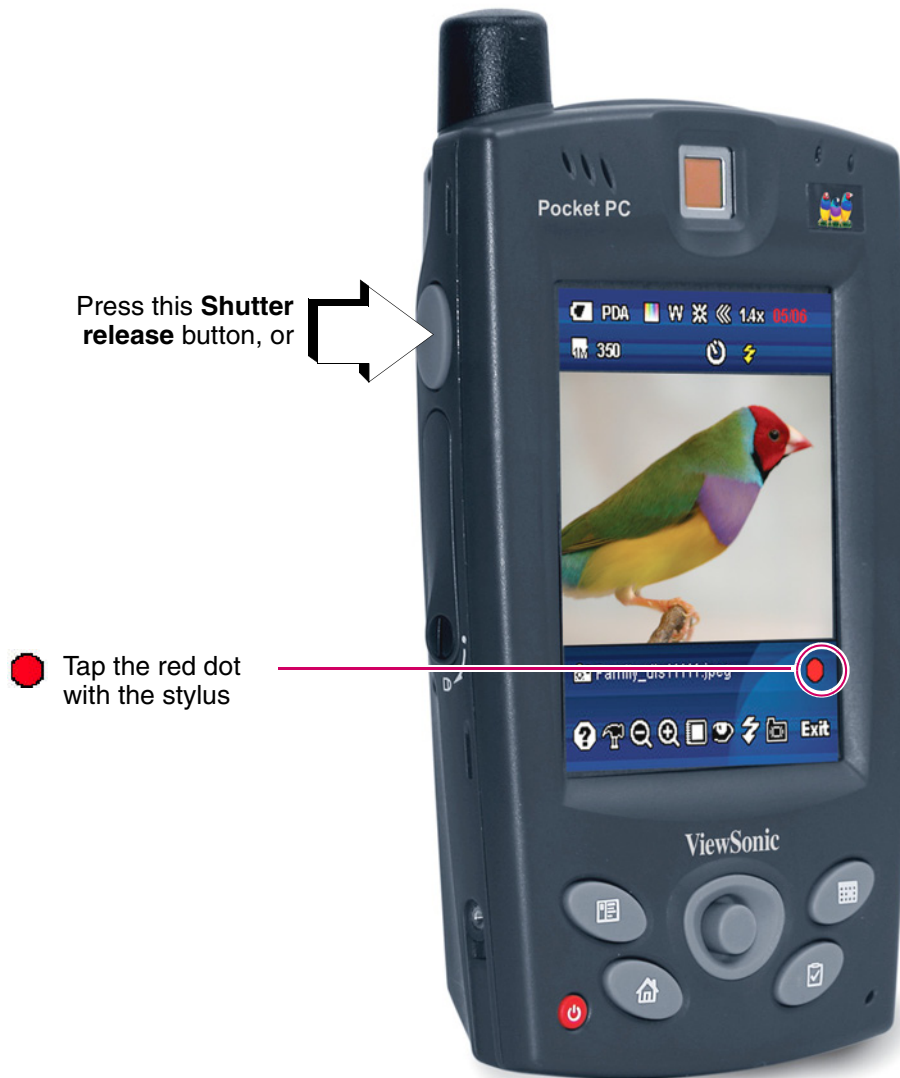 Pocket PC
PDA W 1.4x 05/06
1M 350
Press this Shutter
release button, or
Tap the red dot
with the stylus
D
Exit
ViewSonic